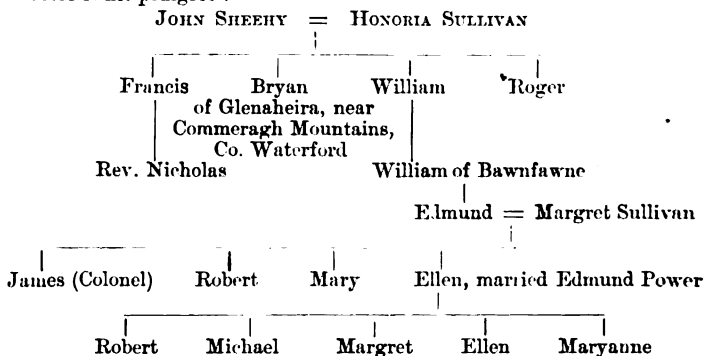 JOHN SHEEHY = HONORIA SULLIVAN
Francis Bryan William Roger
of Glenaheira, near
Commeragh Mountains,
Co. Waterford
Rev. Nicholas William of Bawnfawne
Edmund = Margret Sullivan
James (Colonel) Robert Mary Ellen, married Edmund Power
Robert Michael Margret Ellen Maryanne